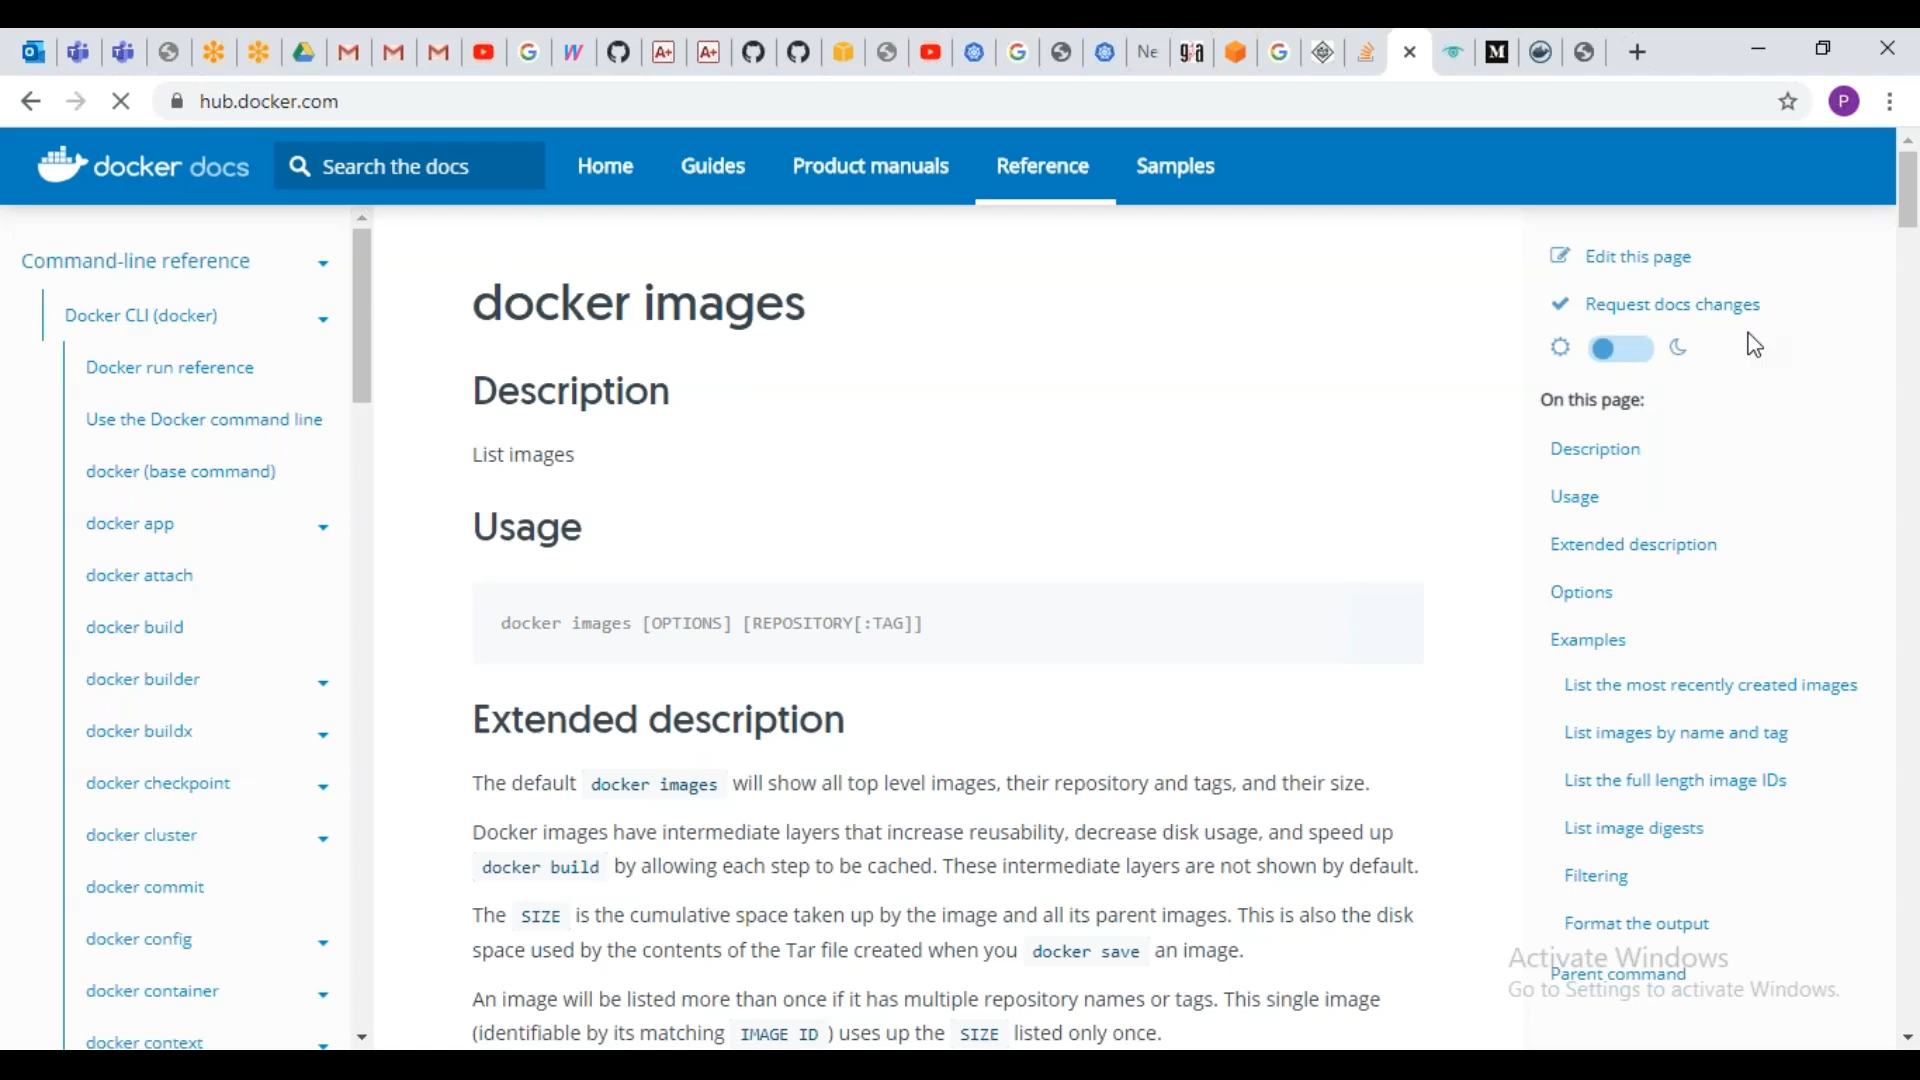 Ne
g:a
hub.docker.com
P
docker docs
Search the docs
Home
Guides
Product manuals
Reference
Samples
Command-line reference
Docker CLI (docker)
Docker run reference
Use the Docker command line
docker (base command)
docker app
docker attach
docker build
docker builder
docker buildx
docker checkpoint
docker cluster
docker commit
docker config
docker container
docker context
docker images
Description
List images
Usage
docker images [OPTIONS] [REPOSITORY[:TAG]]
Extended description
The default docker images will show all top level images, their repository and tags, and their size.
Docker images have intermediate layers that increase reusability, decrease disk usage, and speed up
docker build by allowing each step to be cached. These intermediate layers are not shown by default.
The SIZE is the cumulative space taken up by the image and all its parent images. This is also the disk
space used by the contents of the Tar file created when you docker save an image.
An image will be listed more than once if it has multiple repository names or tags. This single image
(identifiable by its matching IMAGE ID ) uses up the SIZE listed only once.
Edit this page
Request docs changes
On this page:
Description
Usage
Extended description
Options
Examples
List the most recently created images
List images by name and tag
List the full length image IDs
List image digests
Filtering
Format the output
Parent command
Activate Windows
Go to Settings to activate Windows.